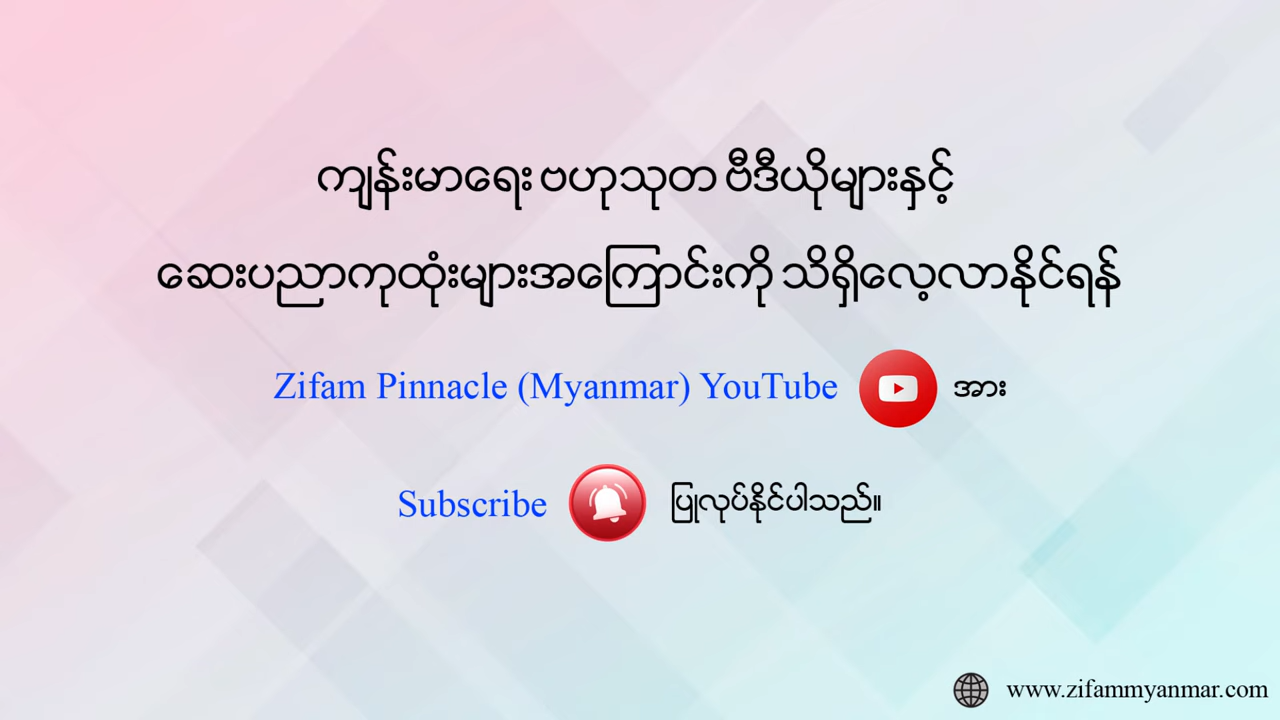 ကျန်းမာရေး ဗဟုသုတ ဗီဒီယိုများနှင့်
ဆေးပညာကုထုံးများအကြောင်းကို သိရှိလေ့လာနိုင်ရန်
Zifam Pinnacle (Myanmar) YouTube အား
Subscribe ပြုလုပ်နိုင်ပါသည်။
www.zifammyanmar.com